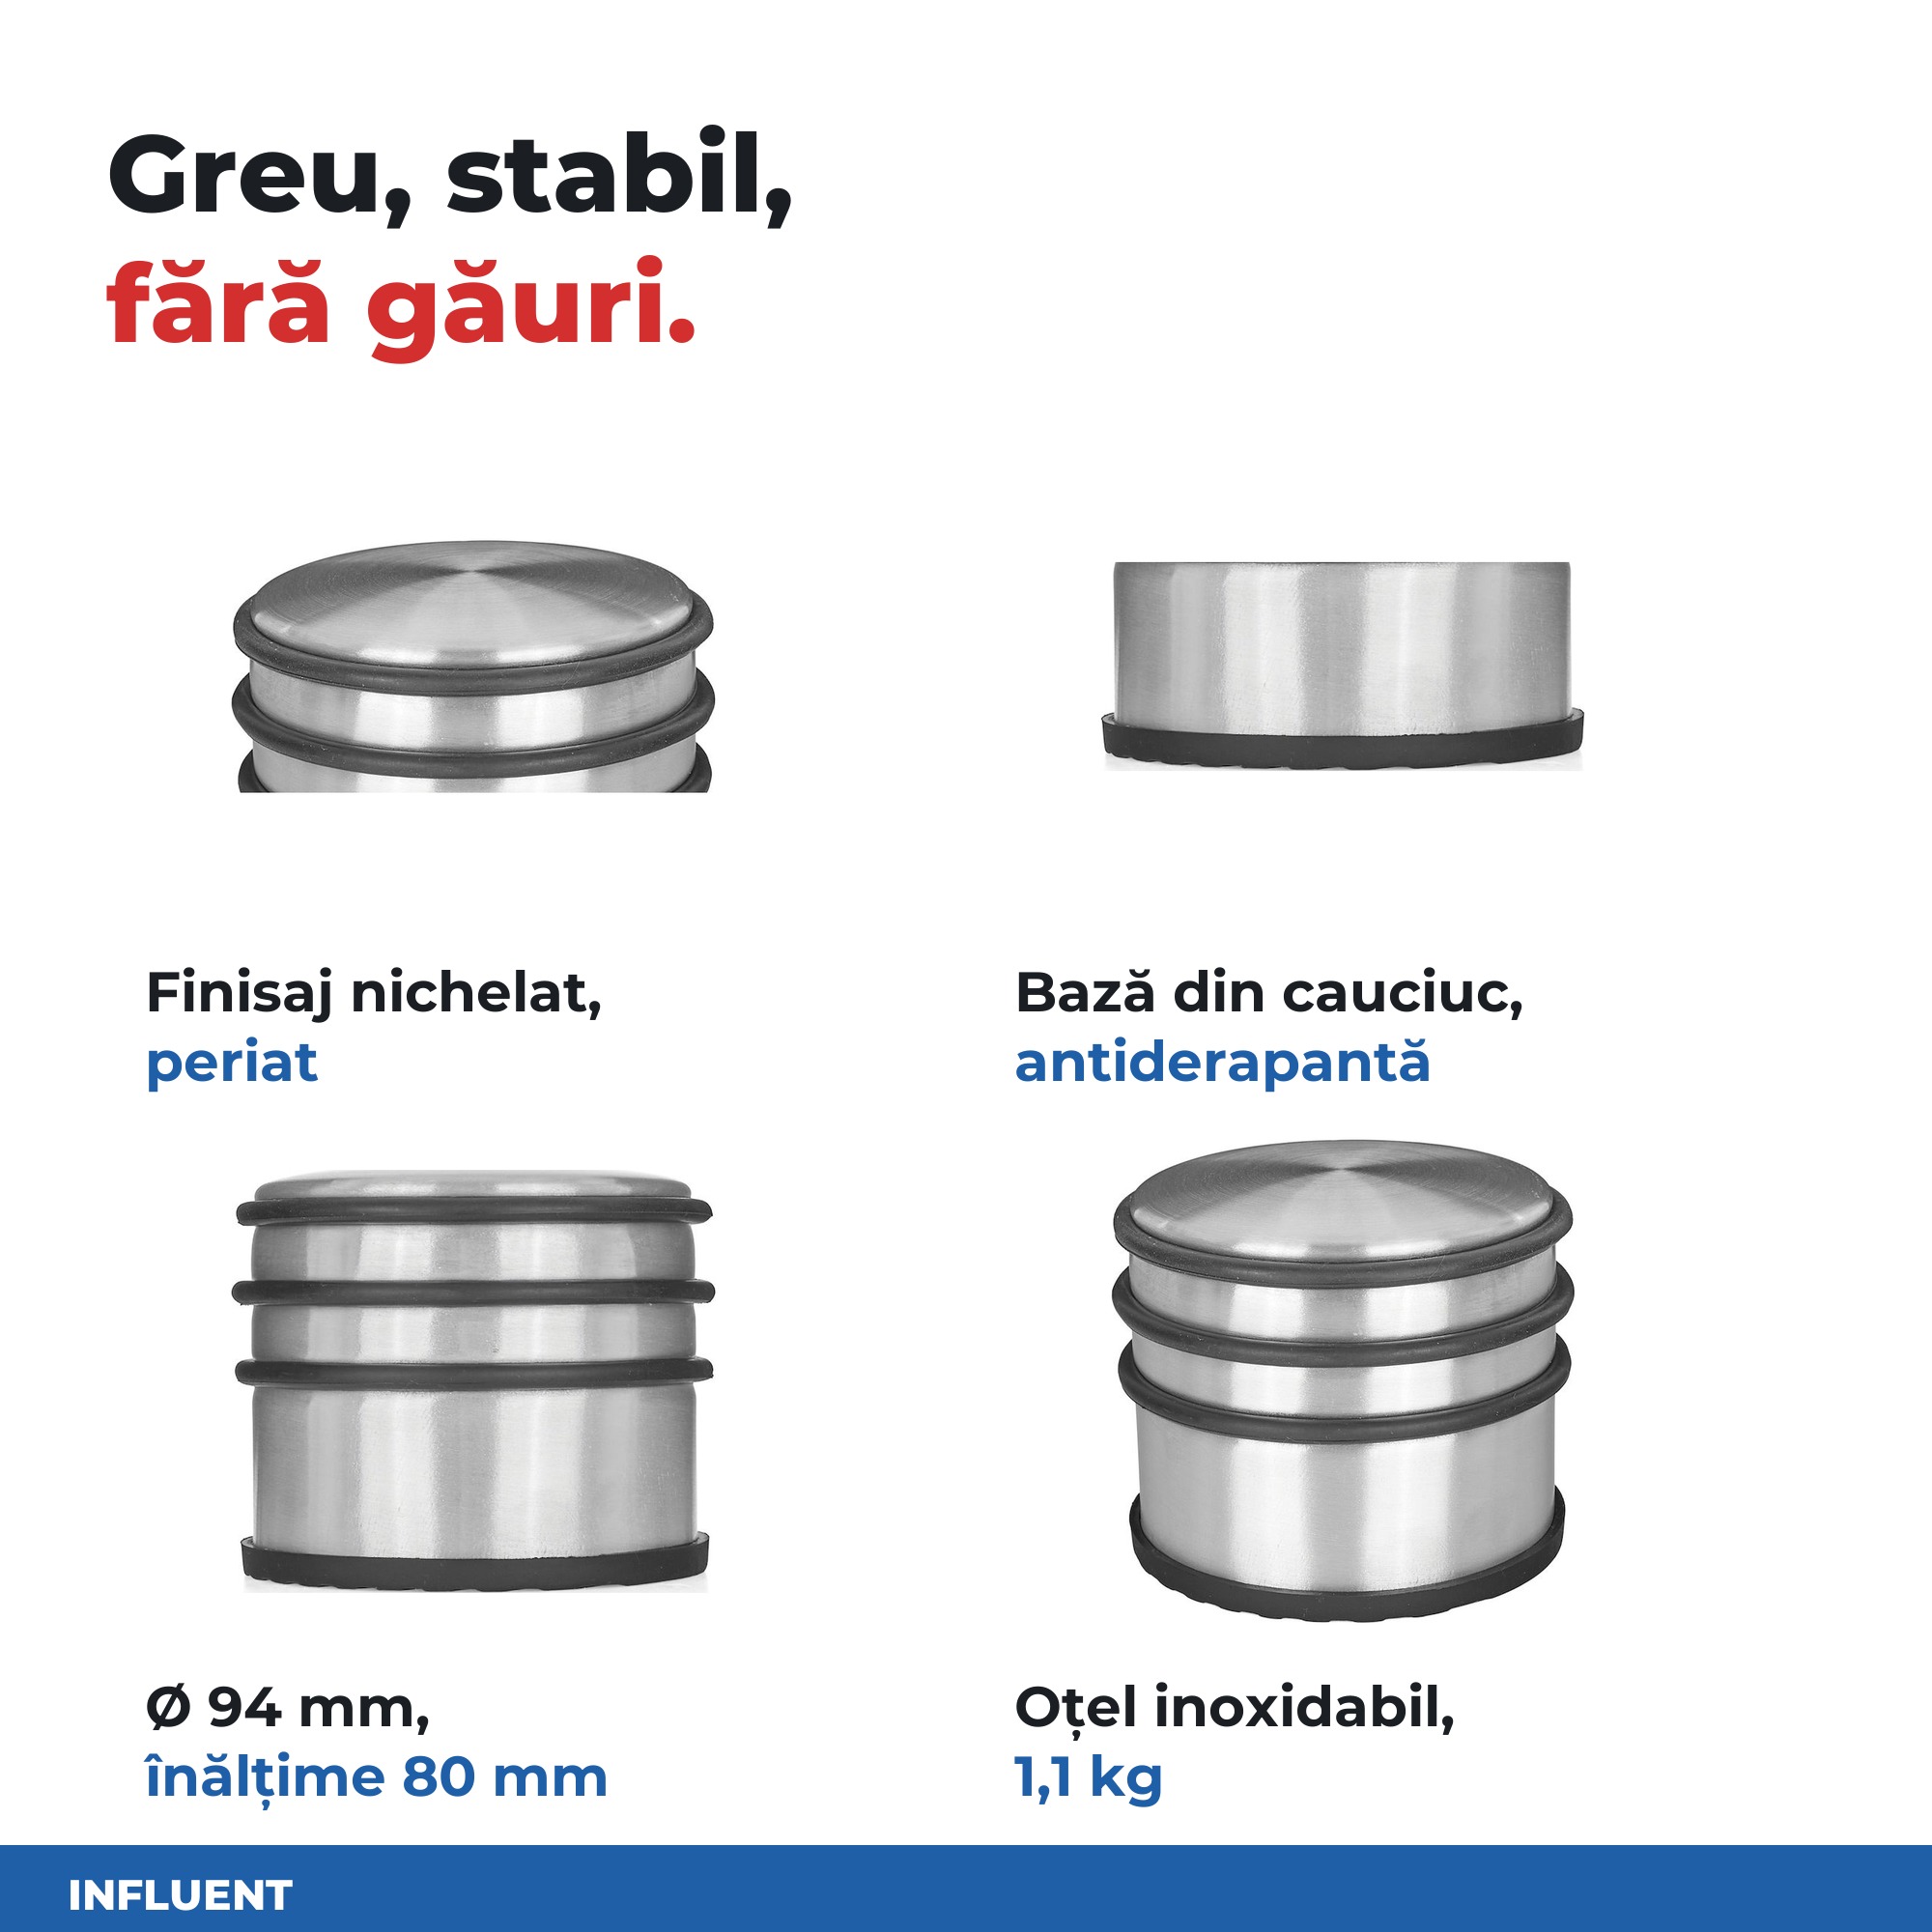 Greu, stabil,
fără găuri.
Finisaj nichelat,
periat
Bază din cauciuc,
antiderapantă
Ø 94 mm,
înălțime 80 mm
Oțel inoxidabil,
1,1 kg
INFLUENT